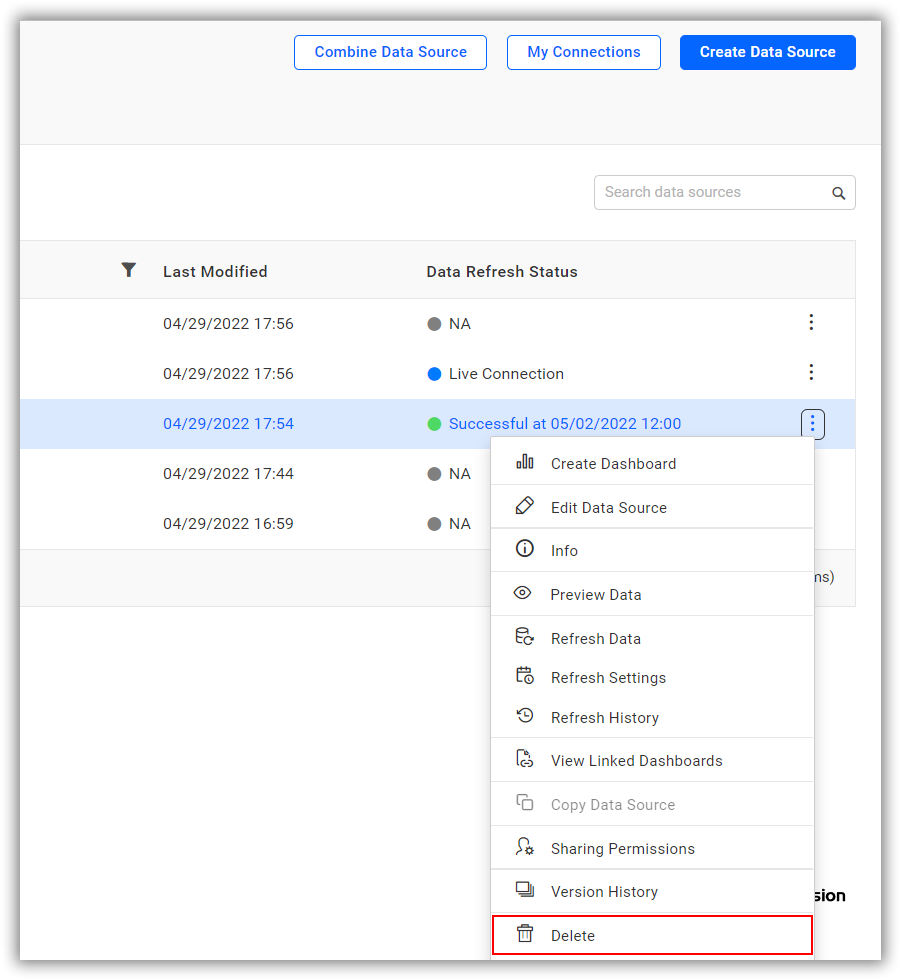 Combine Data Source My Connections Create Data Source
Search data sources
Last Modified Data Refresh Status
04/29/2022 17:56 NA
04/29/2022 17:56 Live Connection
04/29/2022 17:54 Successful at 05/02/2022 12:00
04/29/2022 17:44 NA
04/29/2022 16:59 NA
Create Dashboard
Edit Data Source
Info
ms)
Preview Data
Refresh Data
Refresh Settings
Refresh History
View Linked Dashboards
Copy Data Source
Sharing Permissions
Version History
sion
Delete